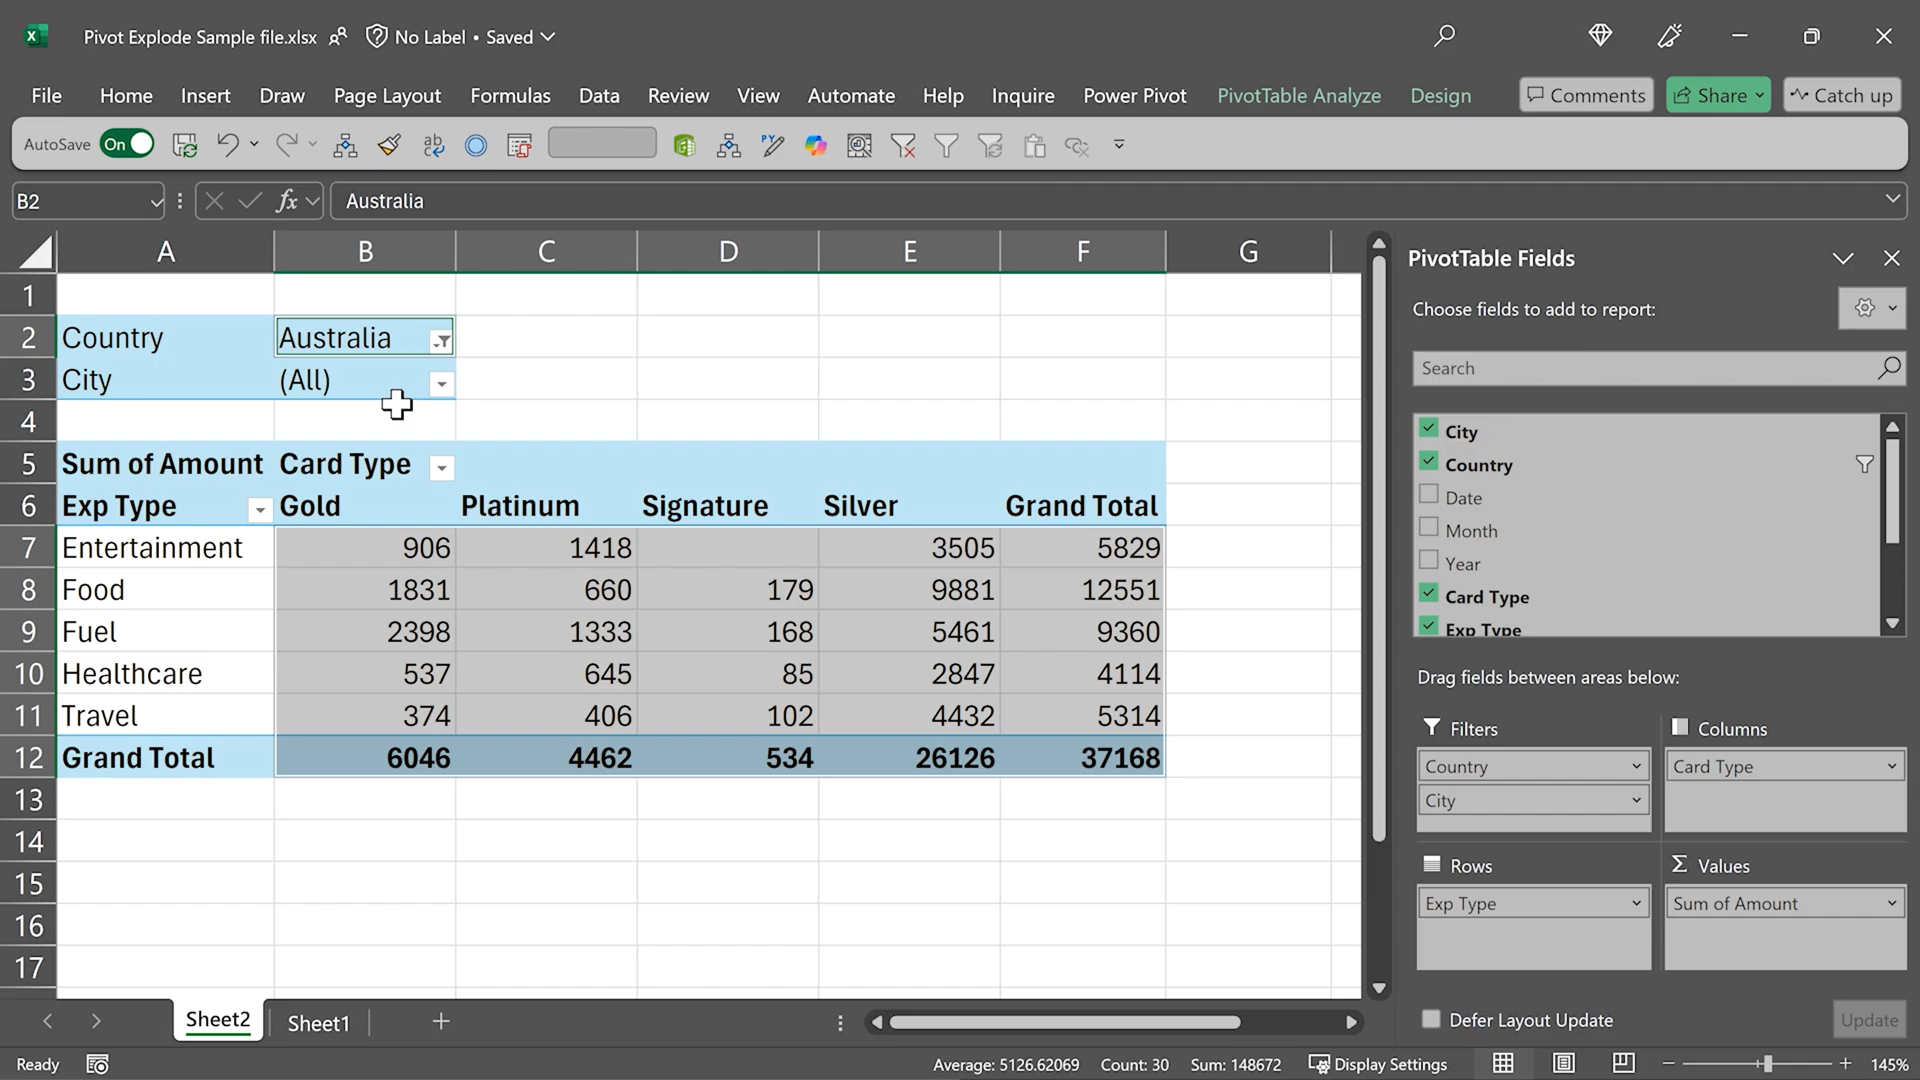 Pivot Explode Sample file.xlsx No Label • Saved
File Home Insert Draw Page Layout Formulas Data Review View Automate Help Inquire Power Pivot PivotTable Analyze Design Comments Share Catch up
AutoSave On
B2 fx Australia
A B C D E F G
1
2 Country Australia
3 City (All)
4
5 Sum of Amount Card Type
6 Exp Type Gold Platinum Signature Silver Grand Total
7 Entertainment 906 1418 3505 5829
8 Food 1831 660 179 9881 12551
9 Fuel 2398 1333 168 5461 9360
10 Healthcare 537 645 85 2847 4114
11 Travel 374 406 102 4432 5314
12 Grand Total 6046 4462 534 26126 37168
13
14
15
16
17
PivotTable Fields
Choose fields to add to report:
Search
City
Country
Date
Month
Year
Card Type
Exp Type
Drag fields between areas below:
Filters
Country
City
Columns
Card Type
Rows
Exp Type
Σ Values
Sum of Amount
Defer Layout Update Update
Sheet2 Sheet1
Ready Average: 5126.62069 Count: 30 Sum: 148672 Display Settings 145%